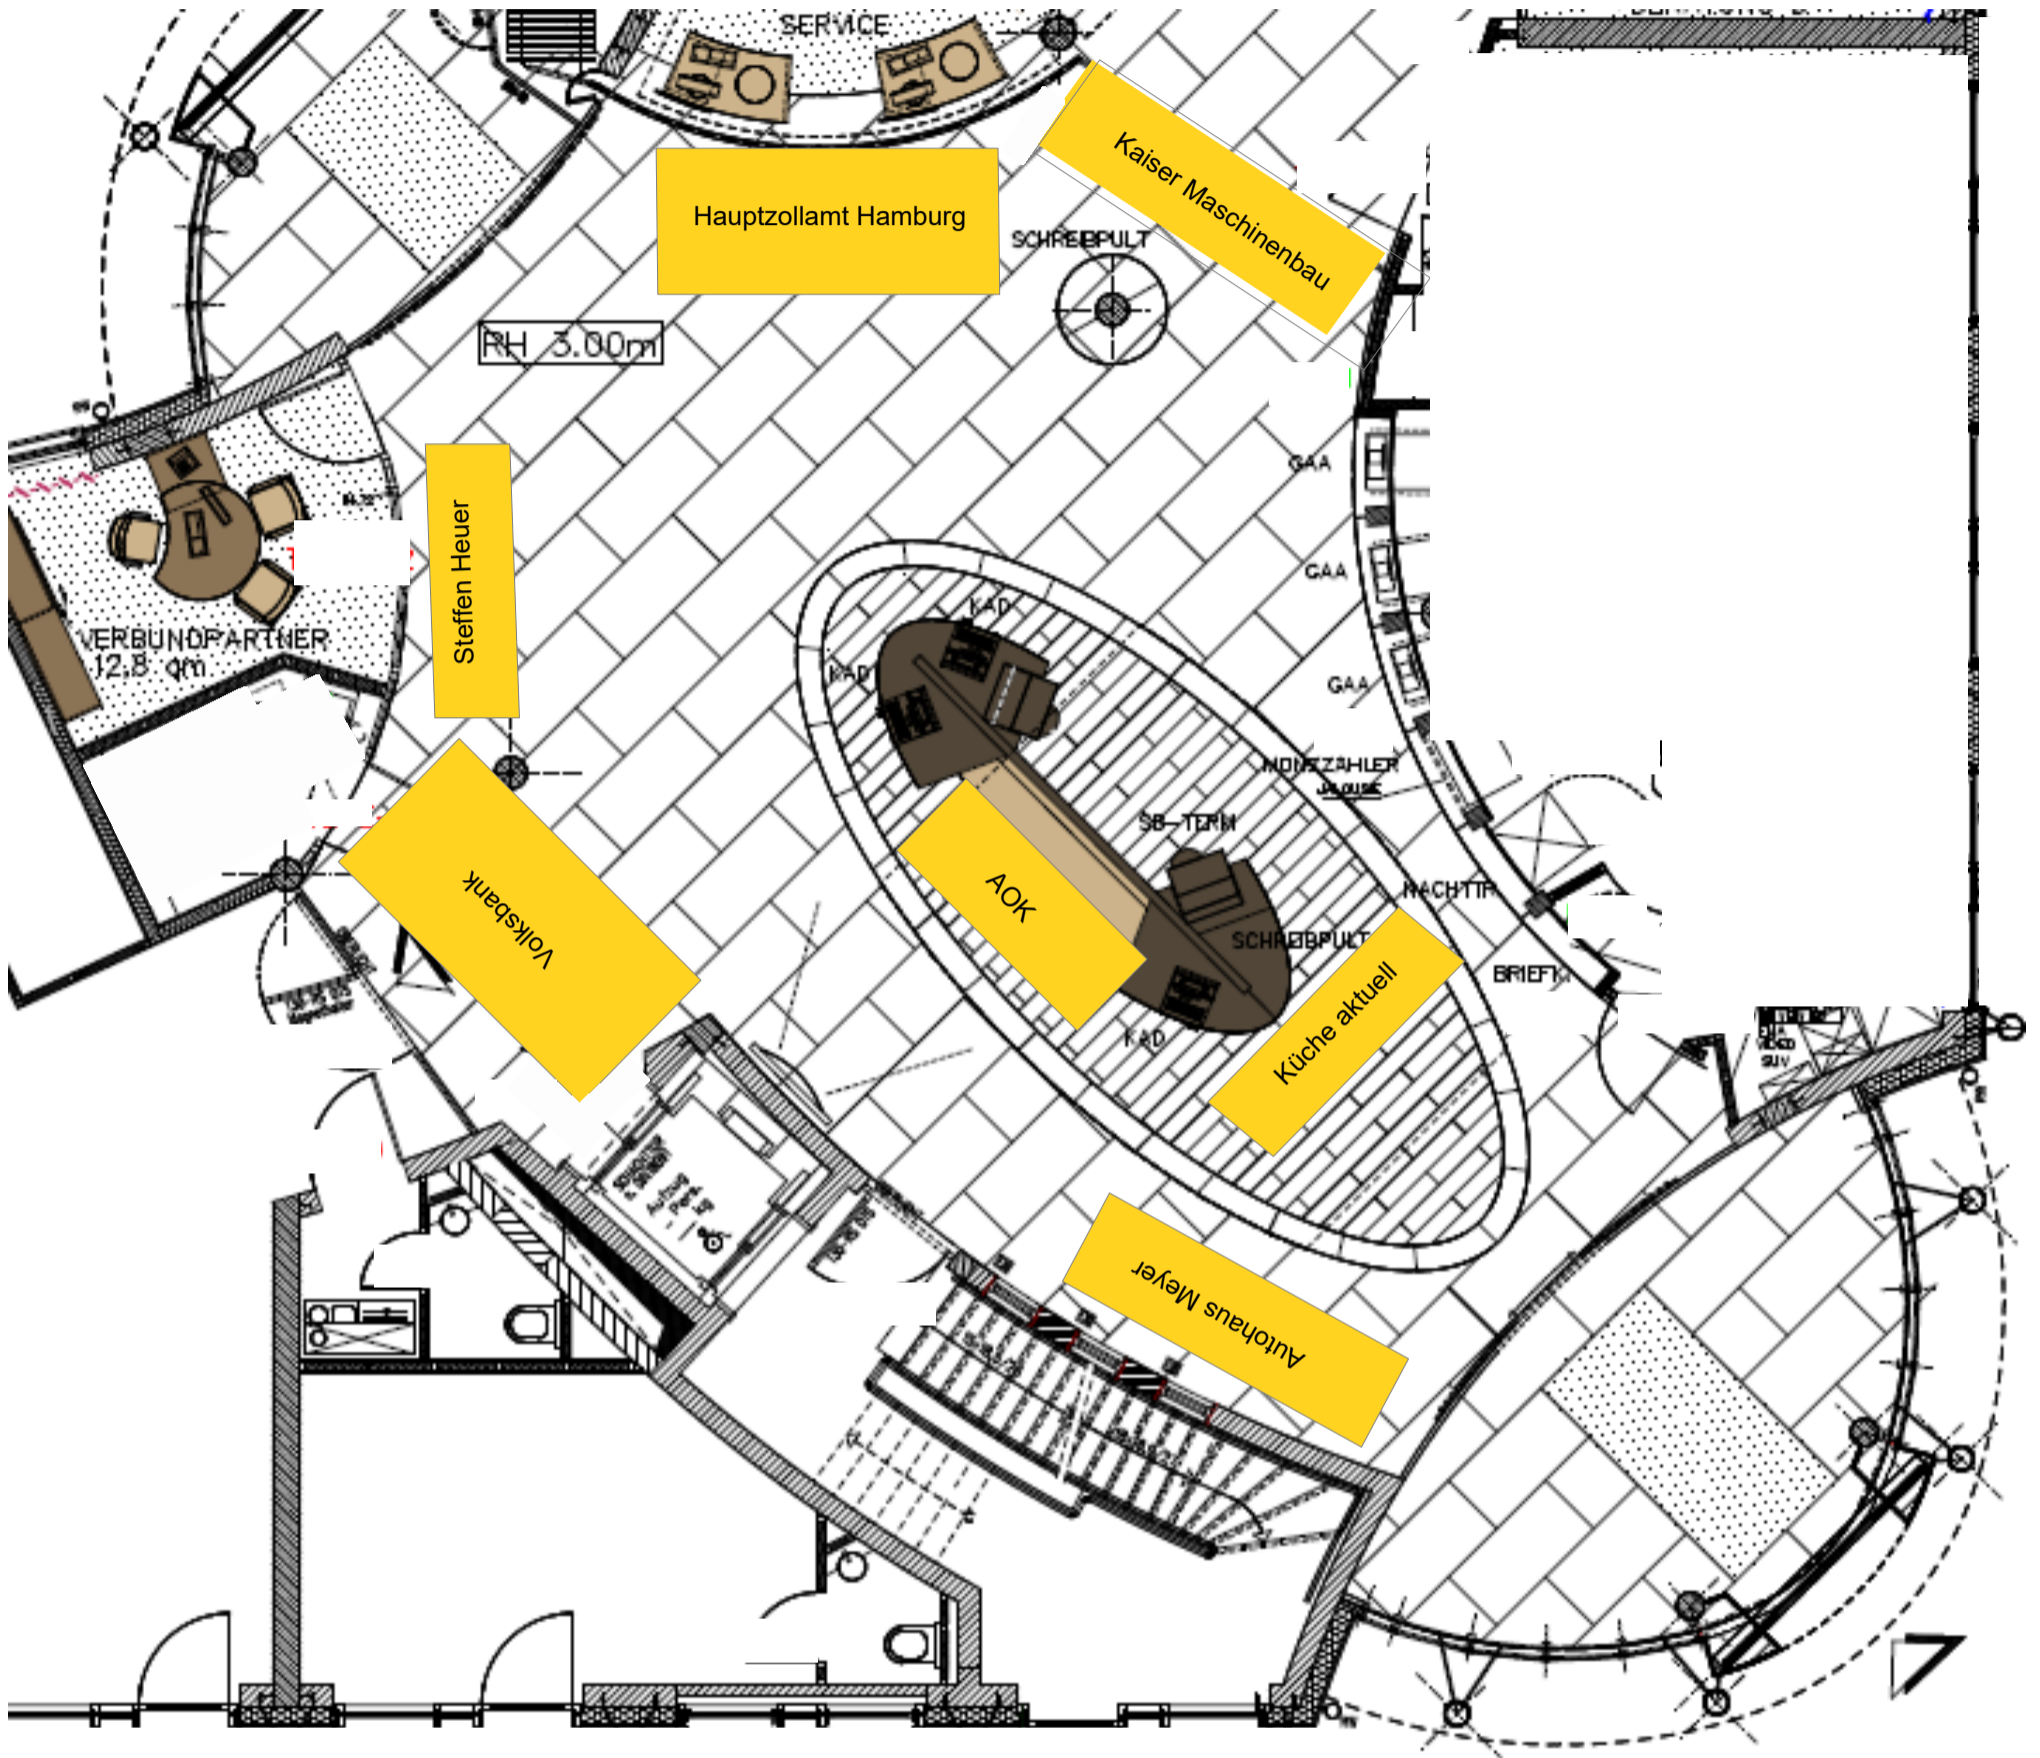 SERVICE
Kaiser Maschinenbau
Hauptzollamt Hamburg
SCHREIBPULT
RH 3.00m
GAA
Steffen Heuer
GAA
KAD
VERBUNDPARTNER
12,8 qm
KAD
GAA
MÜNZZÄHLER
JALOUSIE
SB-TERM
AOK
Volksbank
SCHREIBPULT
BRIEFK.
Küche aktuell
KAD
Autohaus Meyer